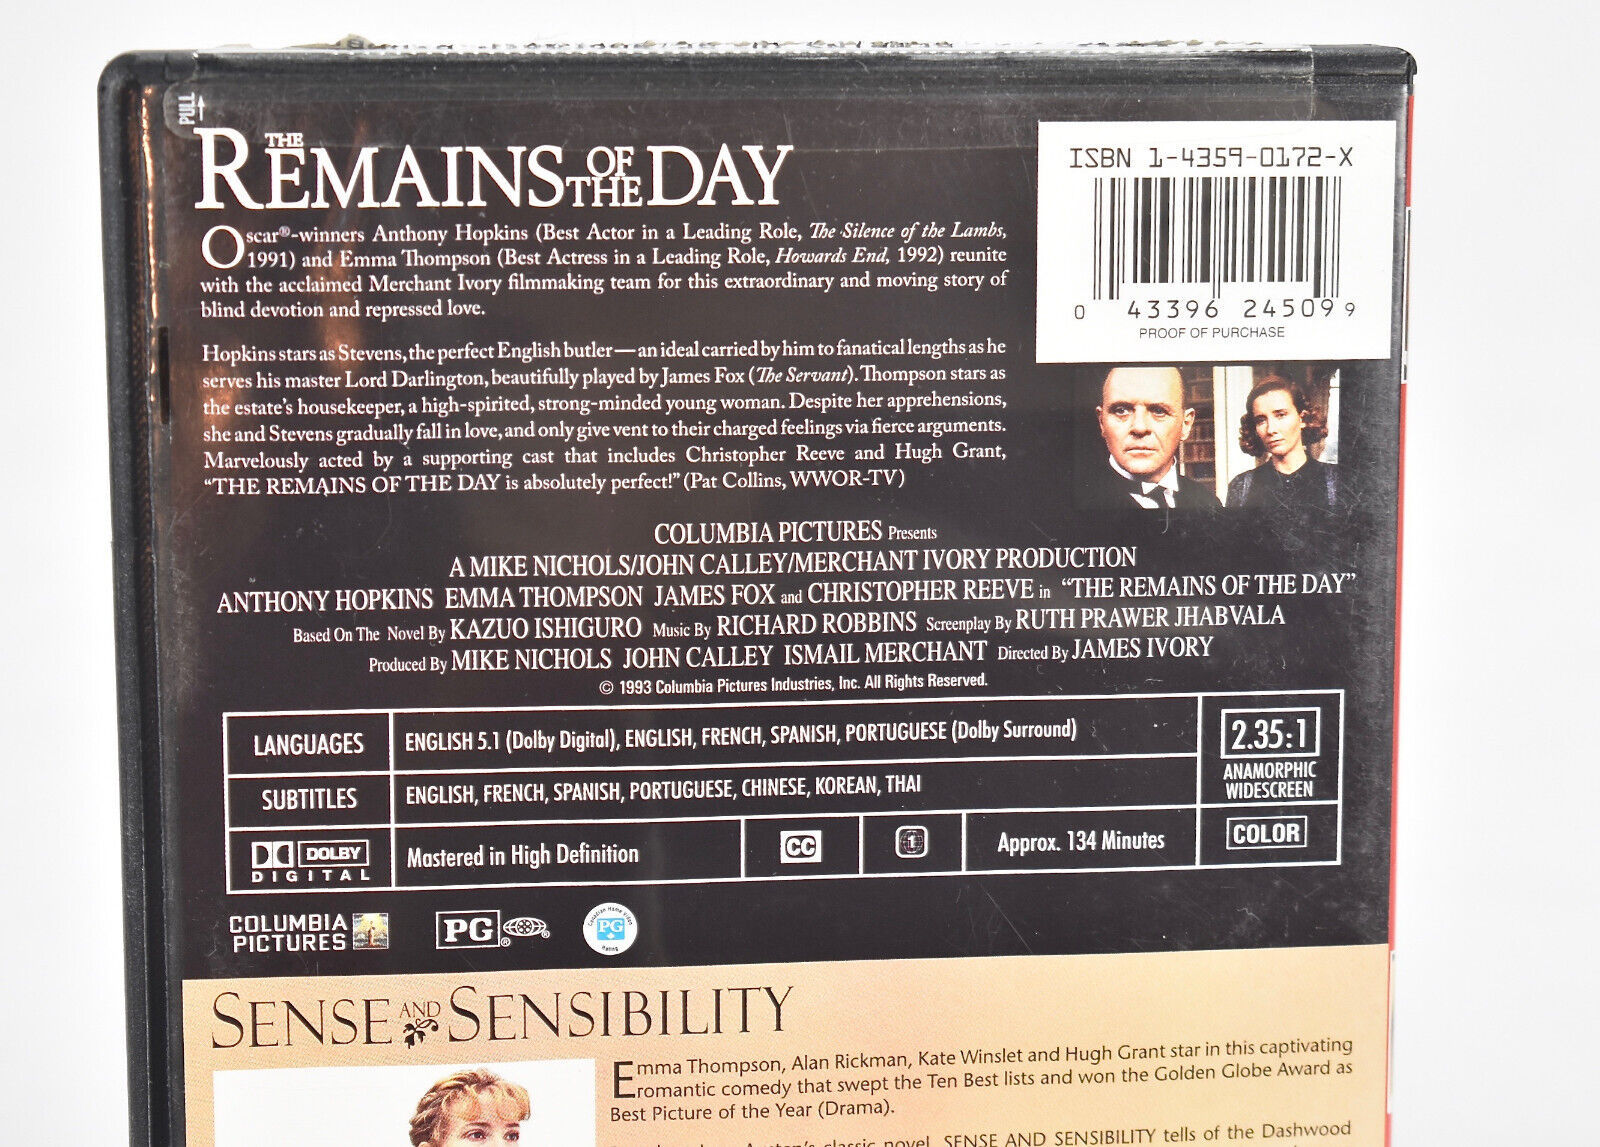 PULL
THE REMAINS OF THE DAY
ISBN 1-4359-0172-X
0 43396 24509 9
PROOF OF PURCHASE
Oscar®-winners Anthony Hopkins (Best Actor in a Leading Role, The Silence of the Lambs,
1991) and Emma Thompson (Best Actress in a Leading Role, Howards End, 1992) reunite
with the acclaimed Merchant Ivory filmmaking team for this extraordinary and moving story of
blind devotion and repressed love.
Hopkins stars as Stevens, the perfect English butler—an ideal carried by him to fanatical lengths as he
serves his master Lord Darlington, beautifully played by James Fox (The Servant). Thompson stars as
the estate's housekeeper, a high-spirited, strong-minded young woman. Despite her apprehensions,
she and Stevens gradually fall in love, and only give vent to their charged feelings via fierce arguments.
Marvelously acted by a supporting cast that includes Christopher Reeve and Hugh Grant,
"THE REMAINS OF THE DAY is absolutely perfect!" (Pat Collins, WWOR-TV)
COLUMBIA PICTURES Presents
A MIKE NICHOLS/JOHN CALLEY/MERCHANT IVORY PRODUCTION
ANTHONY HOPKINS EMMA THOMPSON JAMES FOX and CHRISTOPHER REEVE in "THE REMAINS OF THE DAY"
Based On The Novel By KAZUO ISHIGURO Music By RICHARD ROBBINS Screenplay By RUTH PRAWER JHABVALA
Produced By MIKE NICHOLS JOHN CALLEY ISMAIL MERCHANT Directed By JAMES IVORY
© 1993 Columbia Pictures Industries, Inc. All Rights Reserved.
LANGUAGES ENGLISH 5.1 (Dolby Digital), ENGLISH, FRENCH, SPANISH, PORTUGUESE (Dolby Surround)
SUBTITLES ENGLISH, FRENCH, SPANISH, PORTUGUESE, CHINESE, KOREAN, THAI
DOLBY
DIGITAL
Mastered in High Definition
CC
1
Approx. 134 Minutes
2.35:1
ANAMORPHIC
WIDESCREEN
COLOR
COLUMBIA
PICTURES
PG®
®
Canadian Home Video
PG
Rating
SENSE AND SENSIBILITY
Emma Thompson, Alan Rickman, Kate Winslet and Hugh Grant star in this captivating
romantic comedy that swept the Ten Best lists and won the Golden Globe Award as
Best Picture of the Year (Drama).
classic novel, SENSE AND SENSIBILITY tells of the Dashwood